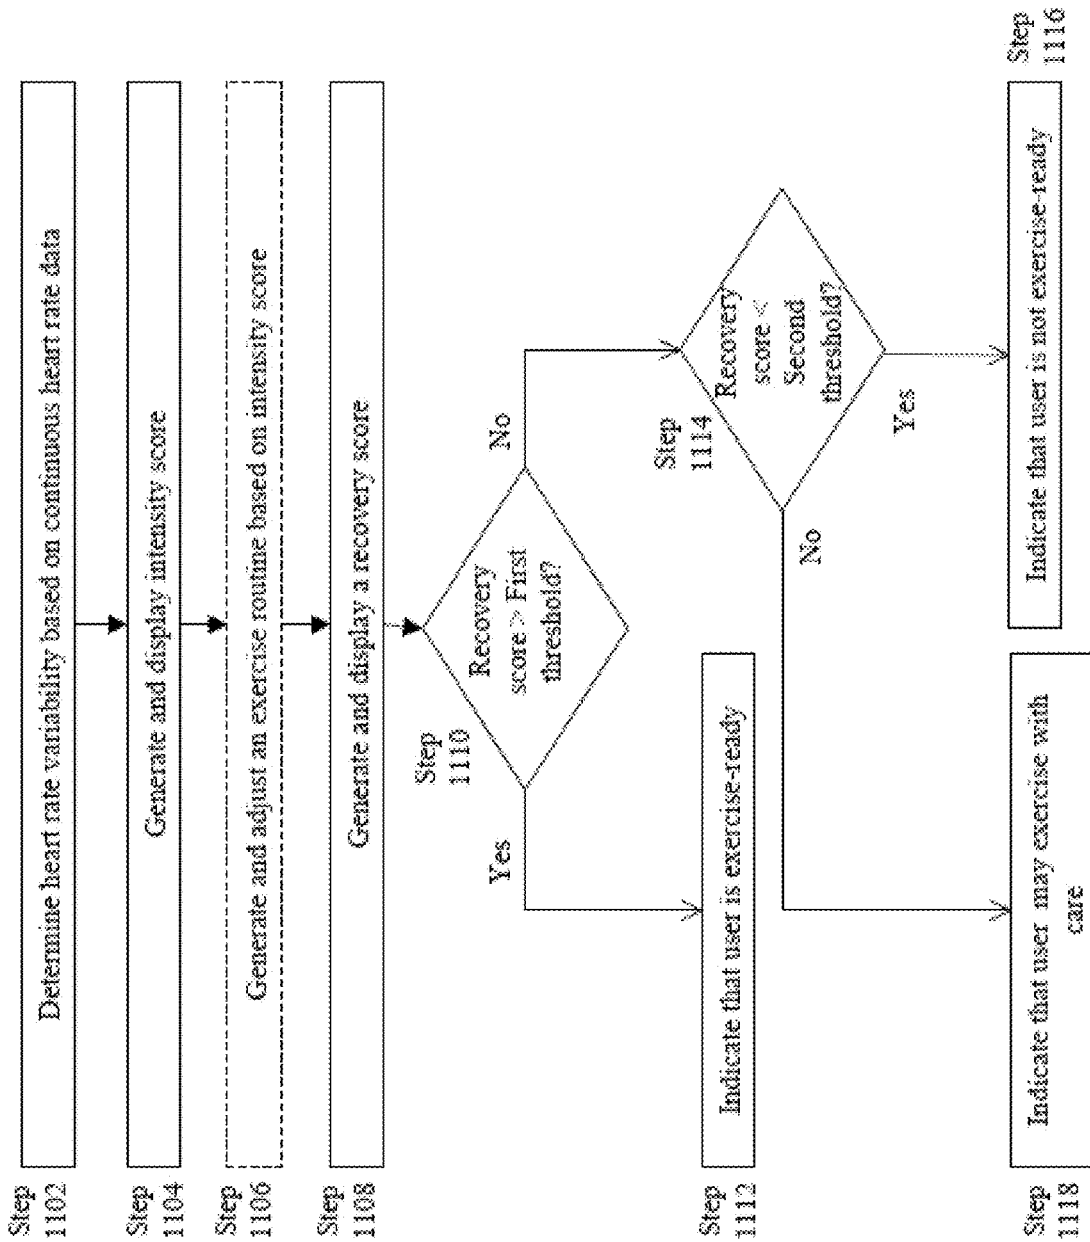 Step
1102
Determine heart rate variability based on continuous heart rate data
Step
1104
Generate and display intensity score
Step
1106
Generate and adjust an exercise routine based on intensity score
Step
1108
Generate and display a recovery score
Step
1110
Recovery
score > First
threshold?
Yes
No
Step
1112
Indicate that user is exercise-ready
Step
1114
Recovery
score <
Second
threshold?
No
Yes
Step
1118
Indicate that user may exercise with
care
Indicate that user is not exercise-ready
Step
1116